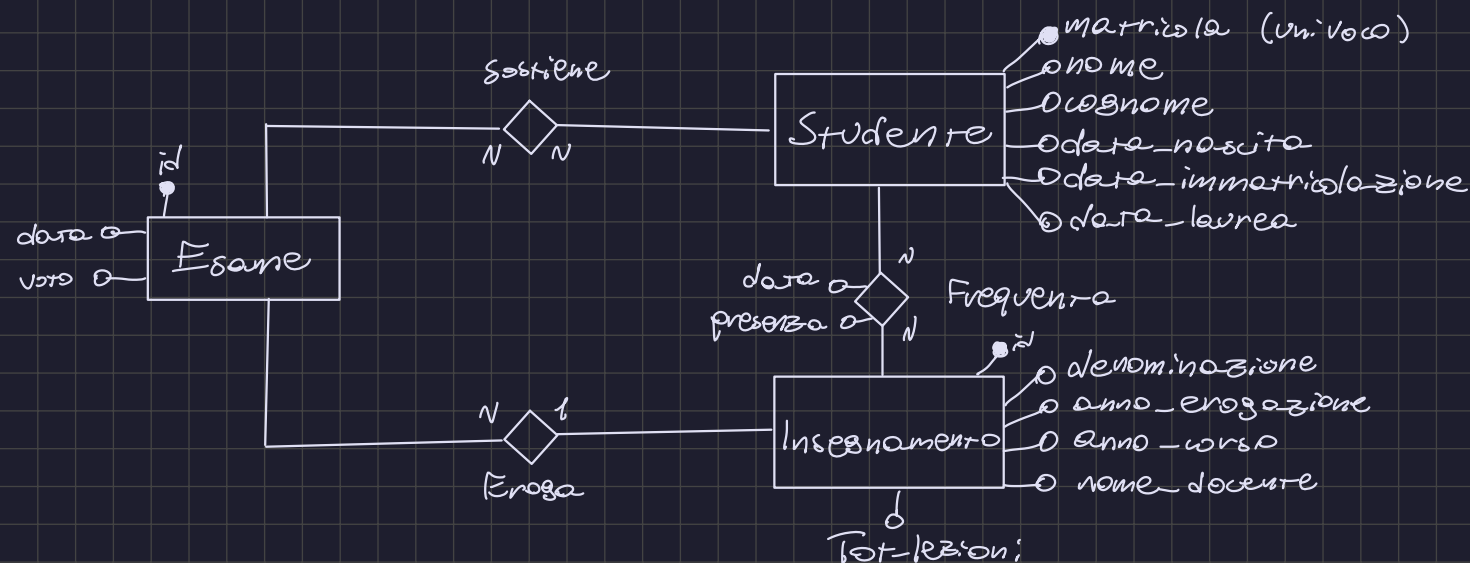 matricola (univoco)
sostiene
nome
cognome
Studente
N N
data_nascita
id
data_immatricolazione
data_laurea
data
Esame
voto
N
data
Frequenta
presenza
N
id
denominazione
N 1
anno_erogazione
Insegnamento
anno_corso
Eroga
nome_docente
Tot_lezioni